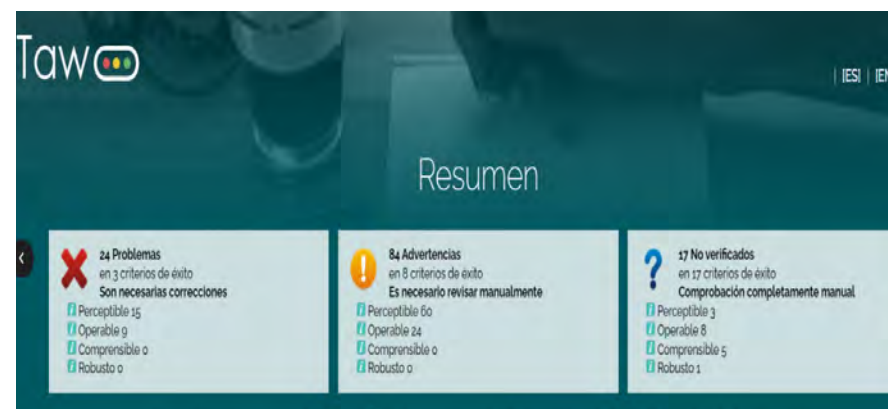 Taw
| [ES] | [EN
Resumen
24 Problemas
en 3 criterios de éxito
Son necesarias correcciones
Perceptible 15
Operable 9
Comprensible 0
Robusto 0
84 Advertencias
en 8 criterios de éxito
Es necesario revisar manualmente
Perceptible 60
Operable 24
Comprensible 0
Robusto 0
17 No verificados
en 17 criterios de éxito
Comprobación completamente manual
Perceptible 3
Operable 8
Comprensible 5
Robusto 1